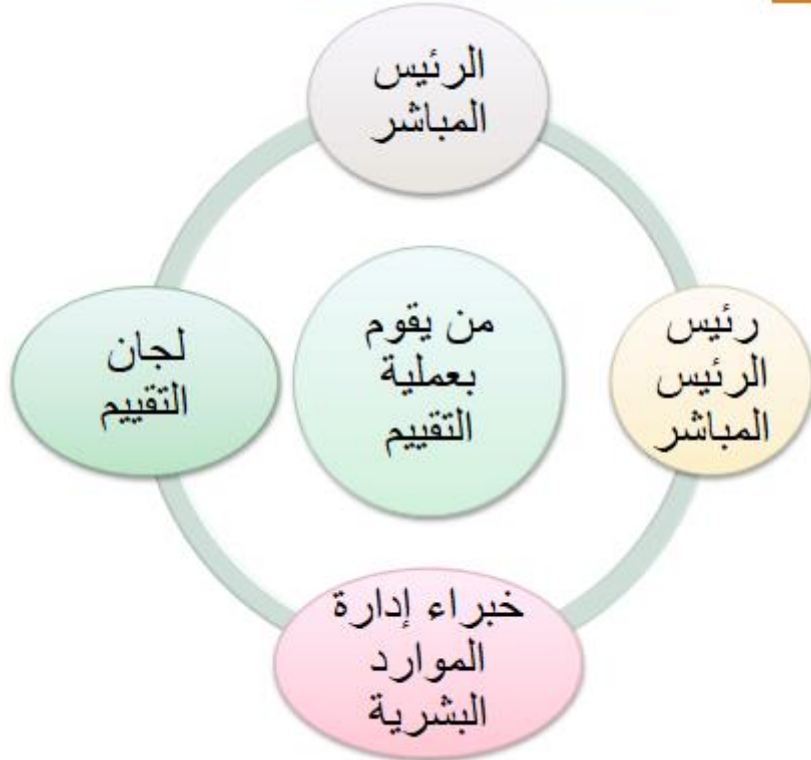 الرئيس
المباشر
رئيس
الرئيس
المباشر
من يقوم
بعملية
التقييم
لجان
التقييم
خبراء إدارة
الموارد
البشرية